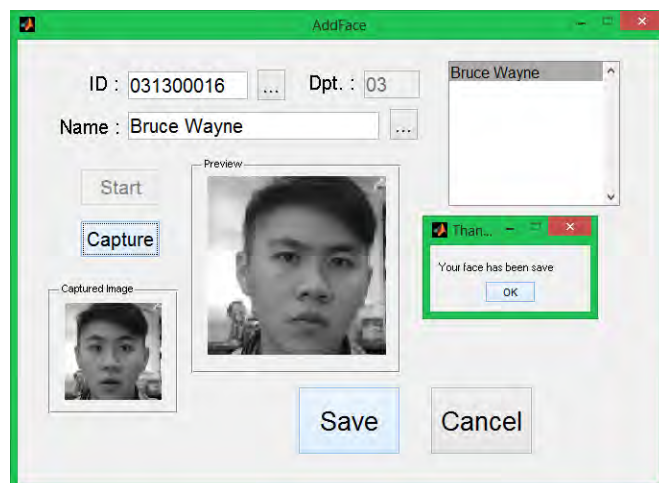 AddFace
ID : 031300016 ... Dpt. : 03
Bruce Wayne
Name : Bruce Wayne ...
Start
Preview
Capture
Than...
Your face has been save
OK
Captured Image
Save
Cancel